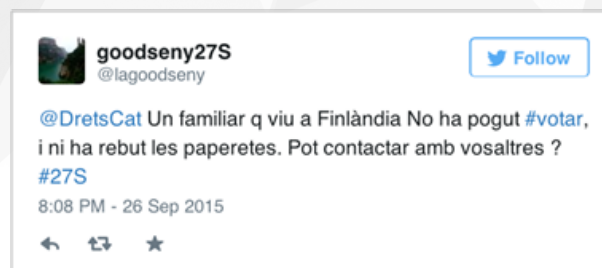 goodseny27S
@lagoodseny
Follow
@DretsCat Un familiar q viu a Finlàndia No ha pogut #votar,
i ni ha rebut les paperetes. Pot contactar amb vosaltres ?
#27S
8:08 PM - 26 Sep 2015